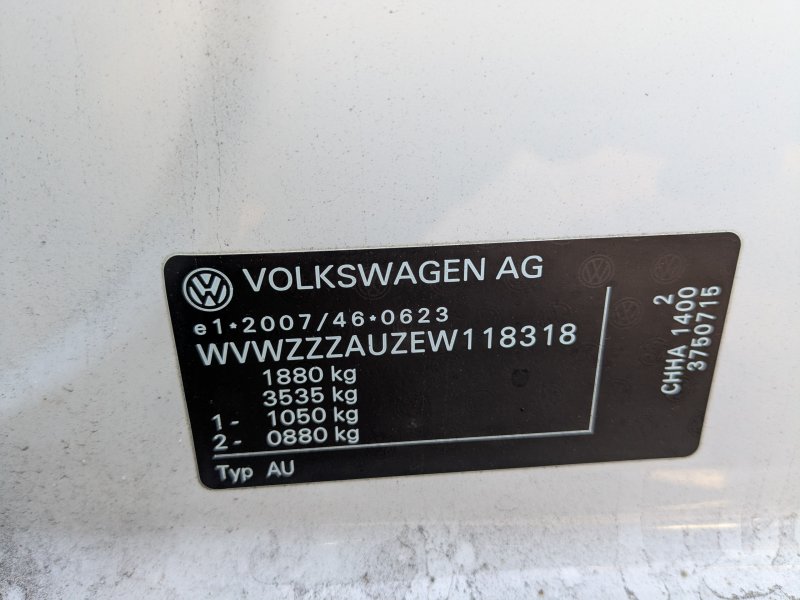 VOLKSWAGEN AG
e1*2007/46*0623
WVWZZZAUZEW118318
1880 kg
3535 kg
1- 1050 kg
2- 0880 kg
Typ AU
2
CHHA 1400
3750715